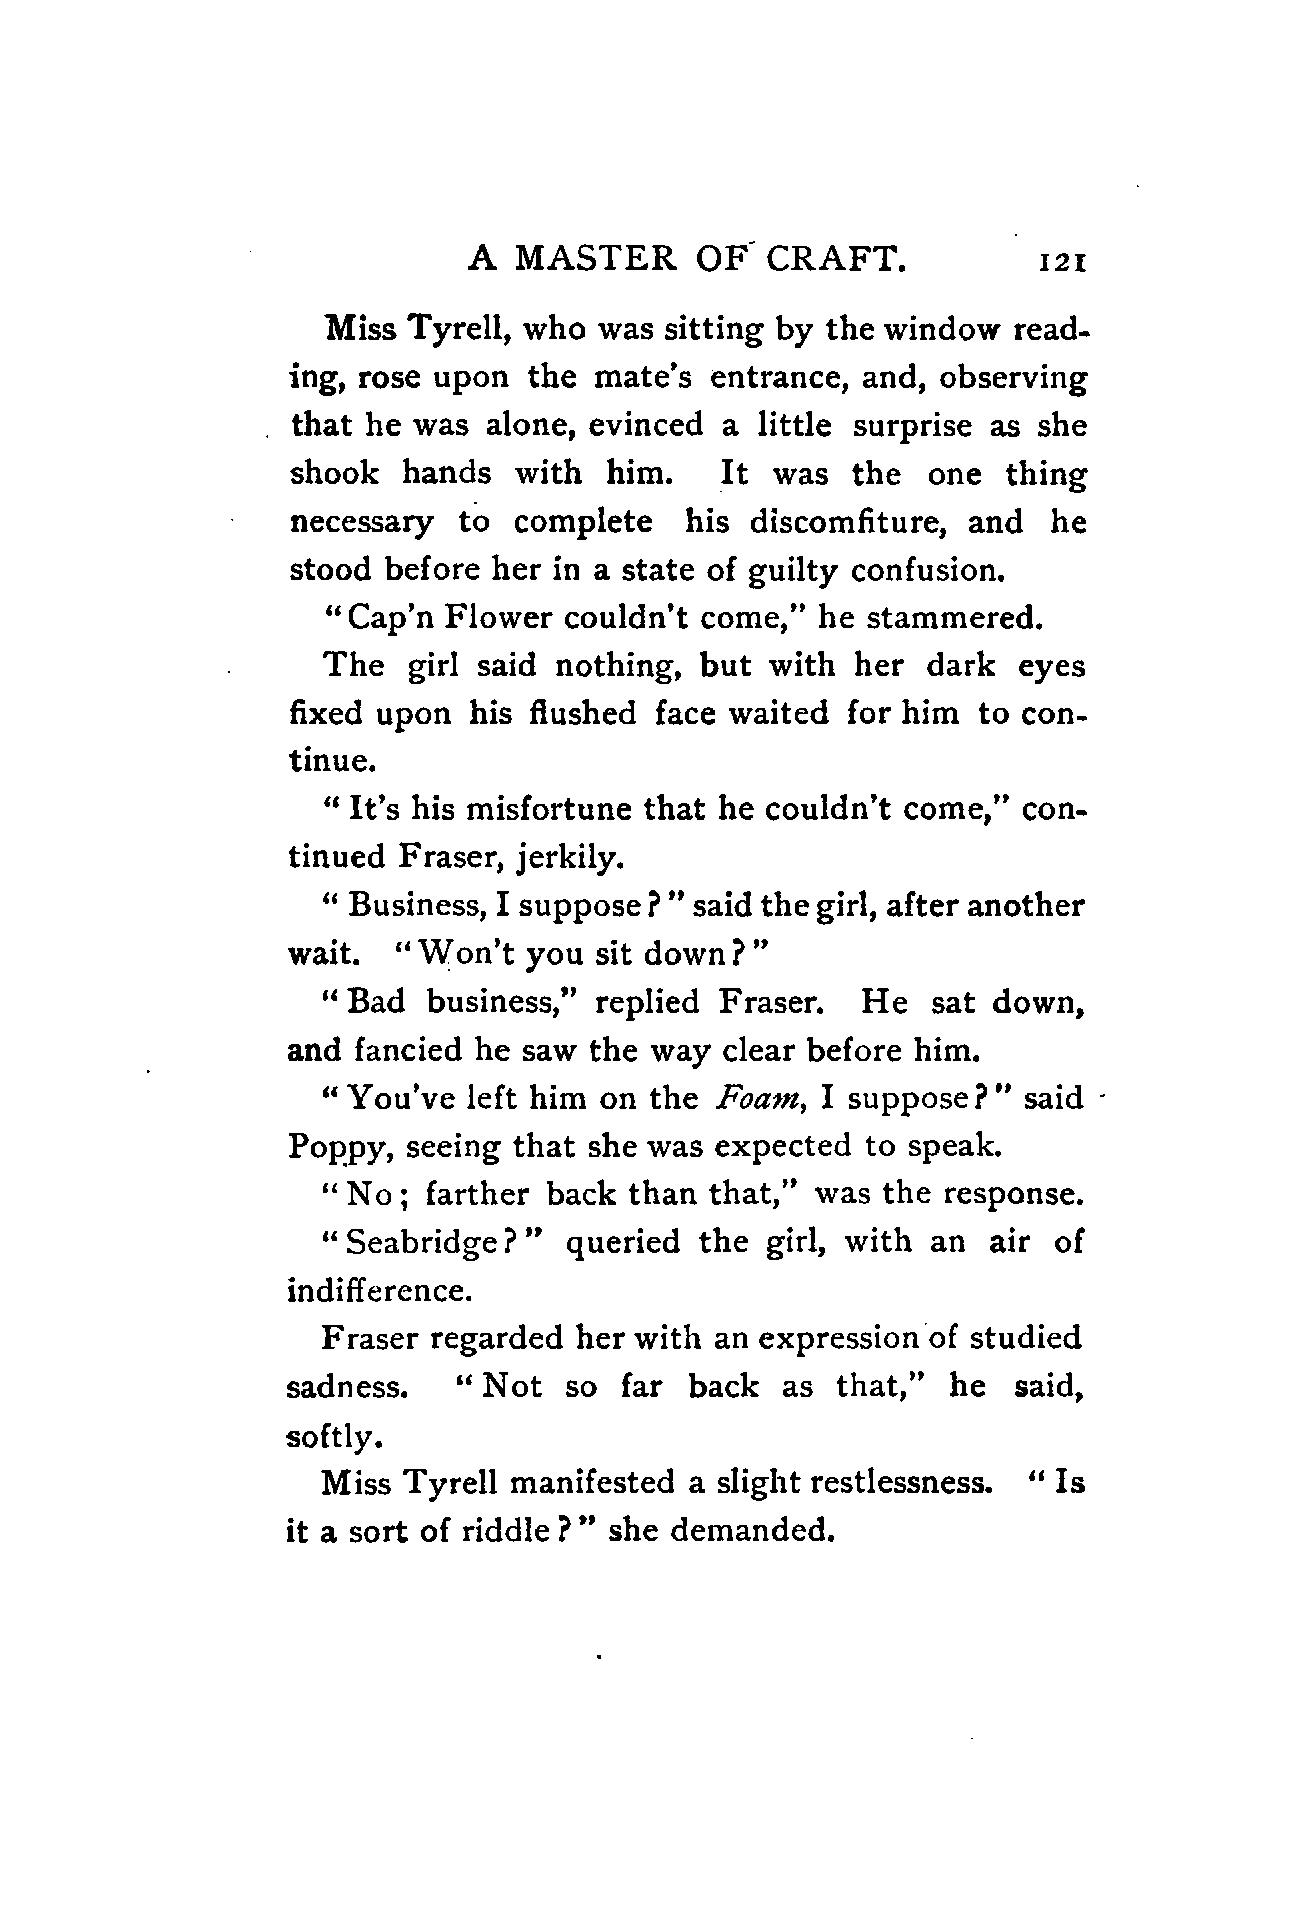 A MASTER OF CRAFT. 121
Miss Tyrell, who was sitting by the window read-
ing, rose upon the mate's entrance, and, observing
that he was alone, evinced a little surprise as she
shook hands with him. It was the one thing
necessary to complete his discomfiture, and he
stood before her in a state of guilty confusion.
"Cap'n Flower couldn't come," he stammered.
The girl said nothing, but with her dark eyes
fixed upon his flushed face waited for him to con-
tinue.
"It's his misfortune that he couldn't come," con-
tinued Fraser, jerkily.
"Business, I suppose?" said the girl, after another
wait. "Won't you sit down?"
"Bad business," replied Fraser. He sat down,
and fancied he saw the way clear before him.
"You've left him on the Foam, I suppose?" said
Poppy, seeing that she was expected to speak.
"No; farther back than that," was the response.
"Seabridge?" queried the girl, with an air of
indifference.
Fraser regarded her with an expression of studied
sadness. "Not so far back as that," he said,
softly.
Miss Tyrell manifested a slight restlessness. "Is
it a sort of riddle?" she demanded.